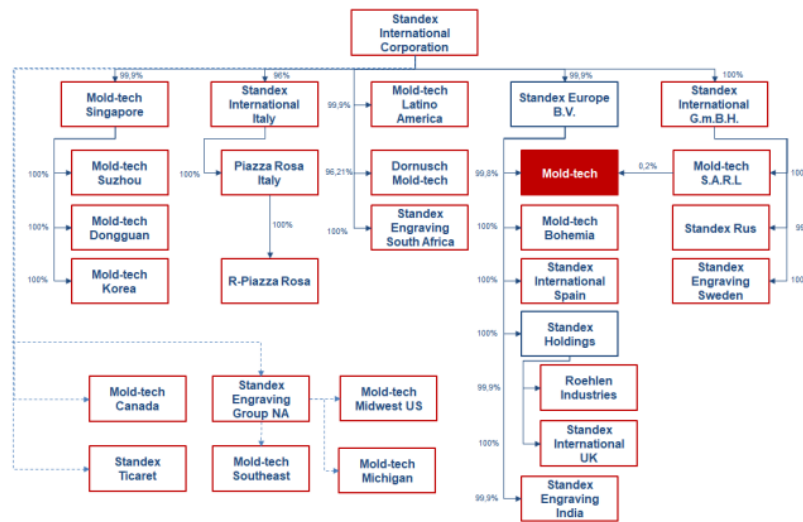 Standex
International
Corporation
99,9%
96%
99,9%
100%
Mold-tech
Singapore
Standex
International
Italy
Mold-tech
Latino
America
Standex Europe
B.V.
Standex
International
G.m.B.H.
99,9%
100%
Mold-tech
Suzhou
100%
Piazza Rosa
Italy
96,21%
Dornusch
Mold-tech
99,8%
Mold-tech
0,2%
Mold-tech
S.A.R.L
100
100%
Mold-tech
Dongguan
100%
100%
Standex
Engraving
South Africa
100%
Mold-tech
Bohemia
Standex Rus
99
100%
Mold-tech
Korea
R-Piazza Rosa
100%
Standex
International
Spain
Standex
Engraving
Sweden
100
100%
Standex
Holdings
Mold-tech
Canada
Standex
Engraving
Group NA
Mold-tech
Midwest US
99,9%
Roehlen
Industries
Standex
Ticaret
Mold-tech
Southeast
Mold-tech
Michigan
100%
Standex
International
UK
99,9%
Standex
Engraving
India